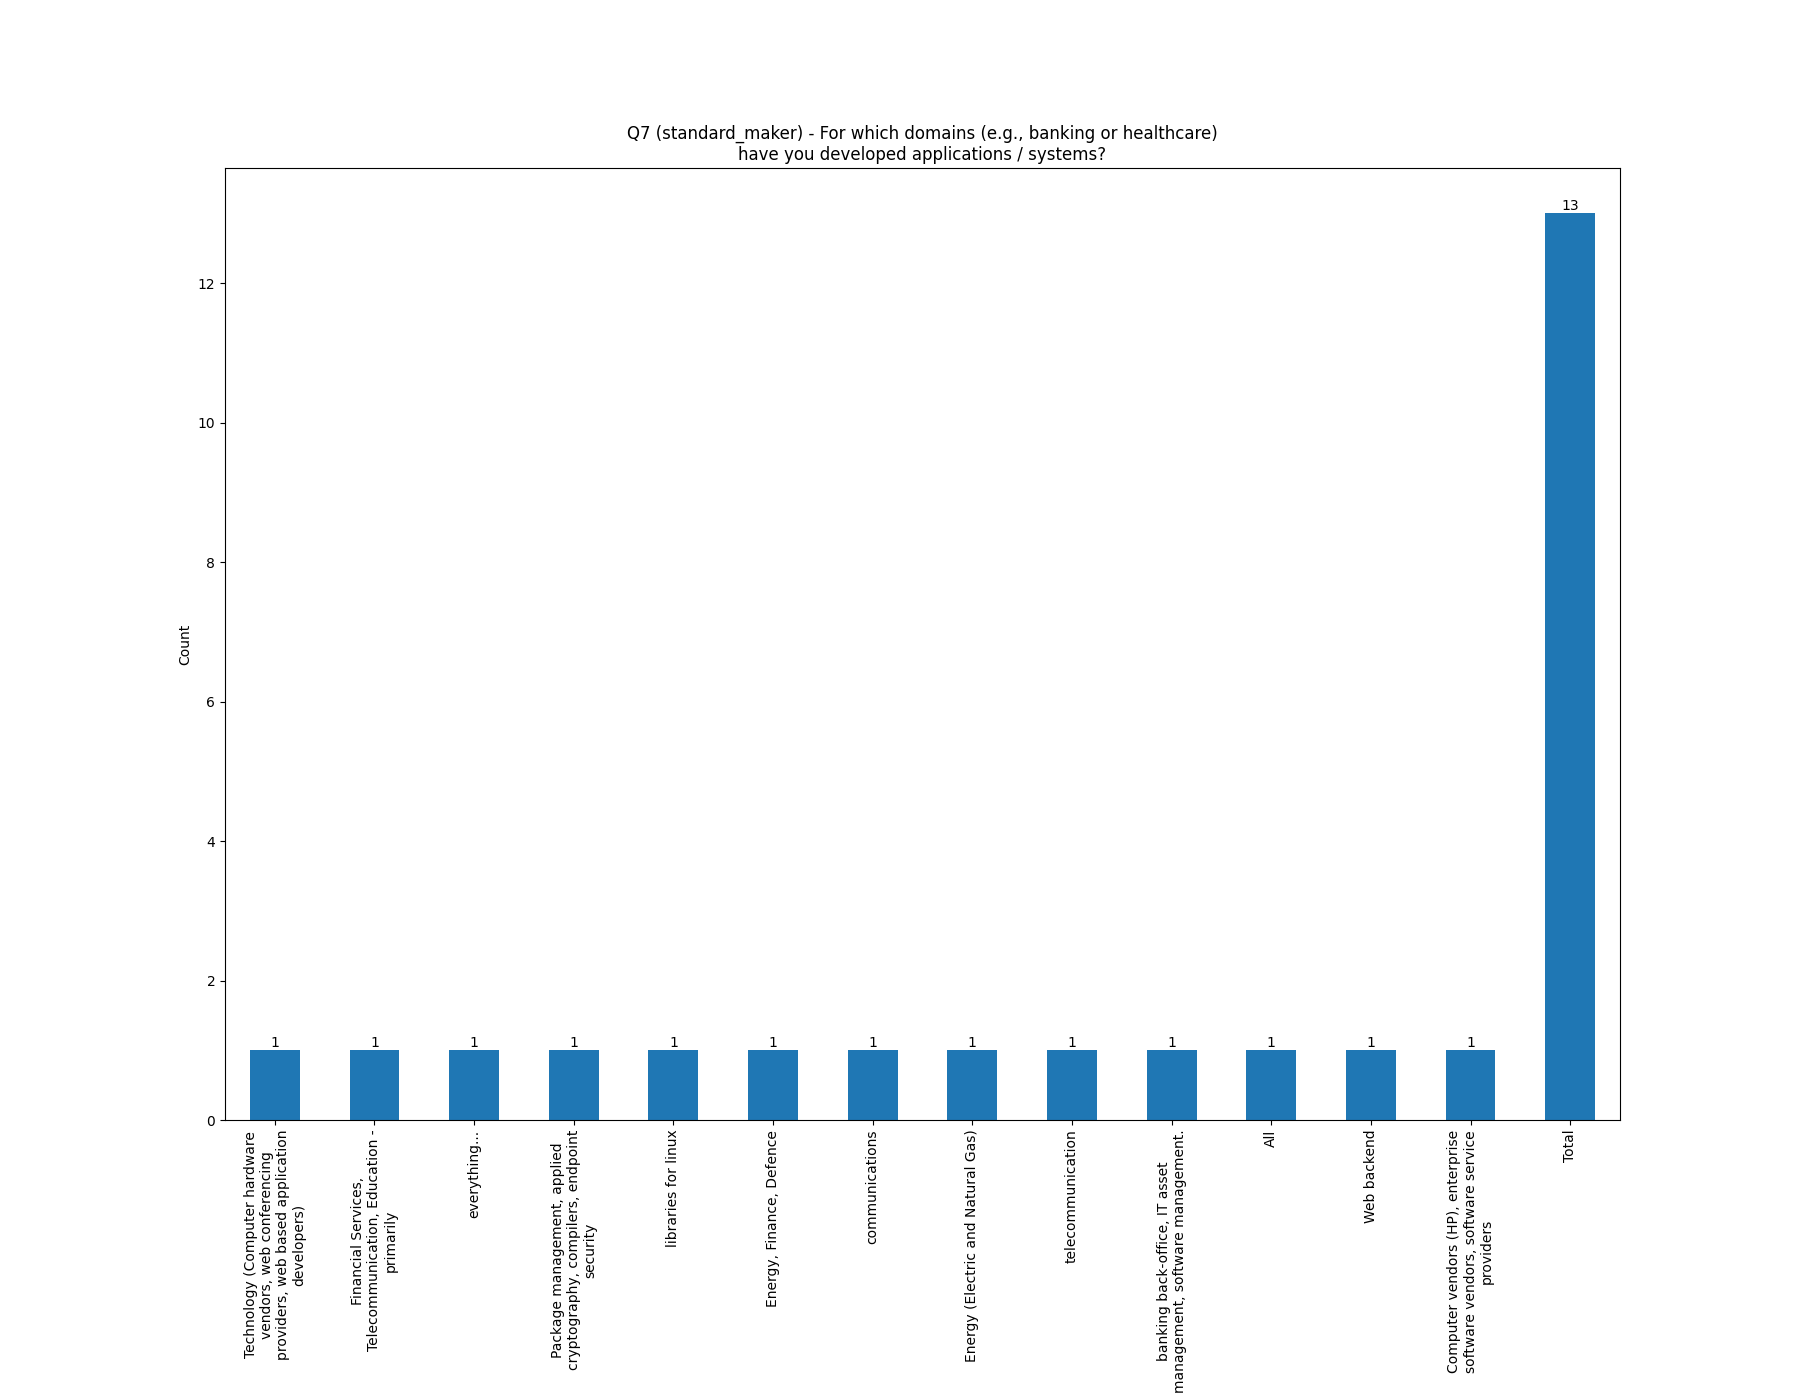 Q7 (standard_maker) - For which domains (e.g., banking or healthcare)
have you developed applications / systems?
Count
12
10
8
6
4
2
0
1
1
1
1
1
1
1
1
1
1
1
1
1
13
Technology (Computer hardware
vendors, web conferencing
providers, web based application
developers)
Financial Services,
Telecommunication, Education -
primarily
everything...
Package management, applied
cryptography, compilers, endpoint
security
libraries for linux
Energy, Finance, Defence
communications
Energy (Electric and Natural Gas)
telecommunication
banking back-office, IT asset
management, software management.
All
Web backend
Computer vendors (HP), enterprise
software vendors, software service
providers
Total